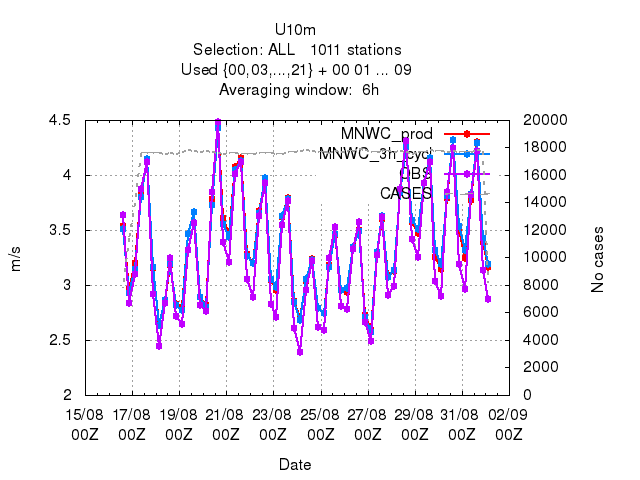 U10m
Selection: ALL   1011 stations
Used {00,03,...,21} + 00 01 ... 09
Averaging window:  6h
4.5
4
3.5
3
2.5
2
m/s
20000
18000
16000
14000
12000
10000
8000
6000
4000
2000
0
No cases
MNWC_prod
MNWC_3h_cycl
OBS
CASES
15/08 17/08 19/08 21/08 23/08 25/08 27/08 29/08 31/08 02/09
00Z 00Z 00Z 00Z 00Z 00Z 00Z 00Z 00Z 00Z
Date